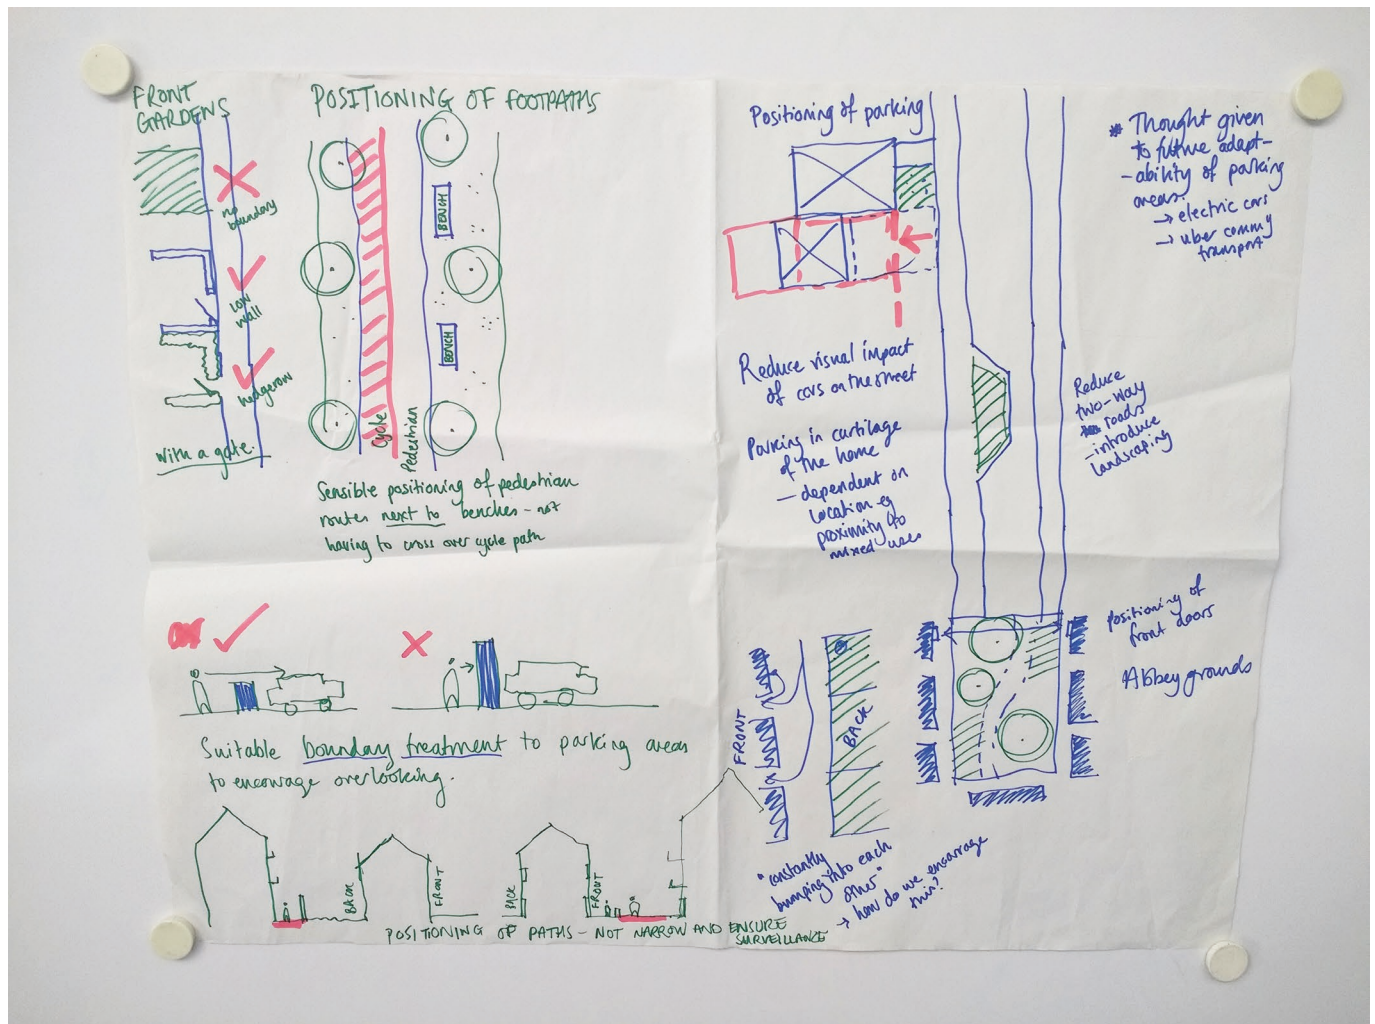 FRONT
GARDENS
no
boundary
LOW
wall
hedgerow
with a gate.
POSITIONING OF FOOTPATHS
BENCH
BENCH
Cycle
Pedestrian
Sensible positioning of pedestrian
routes next to benches - not
having to cross over cycle path
Suitable boundary treatment to parking areas
to encourage overlooking.
BACK
FRONT
BACK
FRONT
POSITIONING OF PATHS - NOT NARROW AND ENSURE
SURVEILLANCE
Positioning of parking
Reduce visual impact
of cars on the street
Parking in cartilage
of the home
- dependent on
location eg
proximity to
mixed uses
* Thought given
to future adapt-
-ability of parking
areas.
→ electric cars
→ uber commy
transport
Reduce
two-way
roads
-introduce
landscaping
Positioning of
front doors
Abbey grounds
FRONT
BACK
"constantly
bumping into each
other"
→ how do we encourage
this?